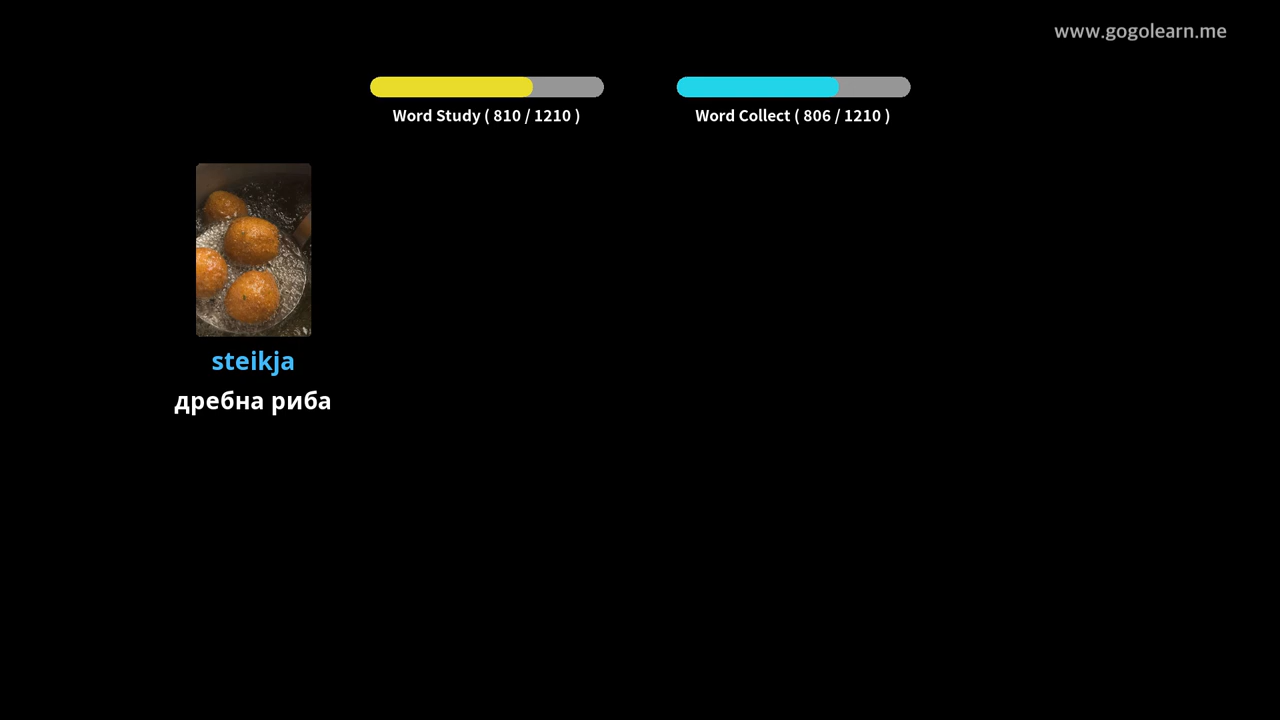 www.gogolearn.me
Word Study ( 810 / 1210 )
Word Collect ( 806 / 1210 )
steikja
дребна риба